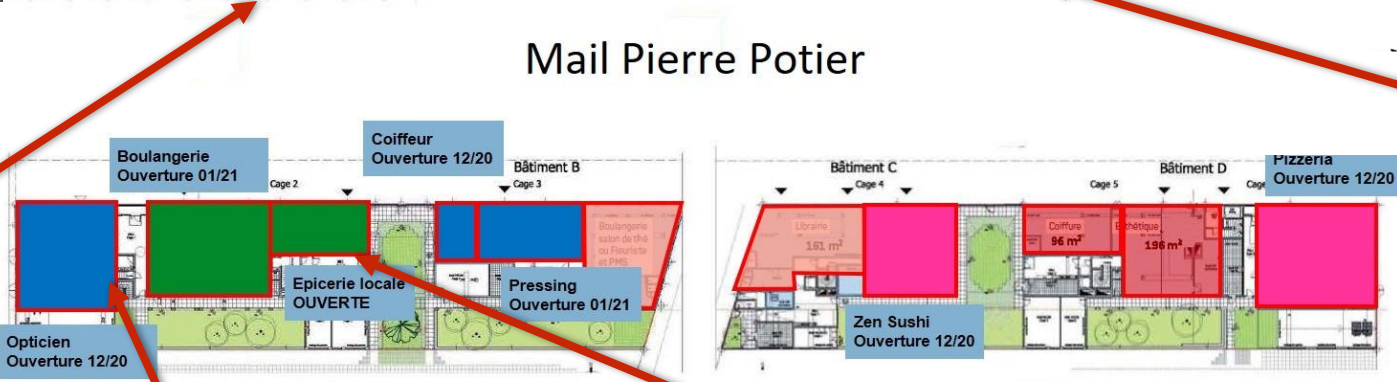 Mail Pierre Potier
Coiffeur
Ouverture 12/20
Boulangerie
Ouverture 01/21
Bâtiment B
Cage 2
Cage 3
Bâtiment C
Cage 4
Bâtiment D
Cage 5
Pizzeria
Ouverture 12/20
Boulangerie
salon de thé
ou Fleuriste
et PMS
Librairie
161 m²
Coiffure
96 m²
Esthétique
196 m²
Epicerie locale
OUVERTE
Pressing
Ouverture 01/21
Zen Sushi
Ouverture 12/20
Opticien
Ouverture 12/20